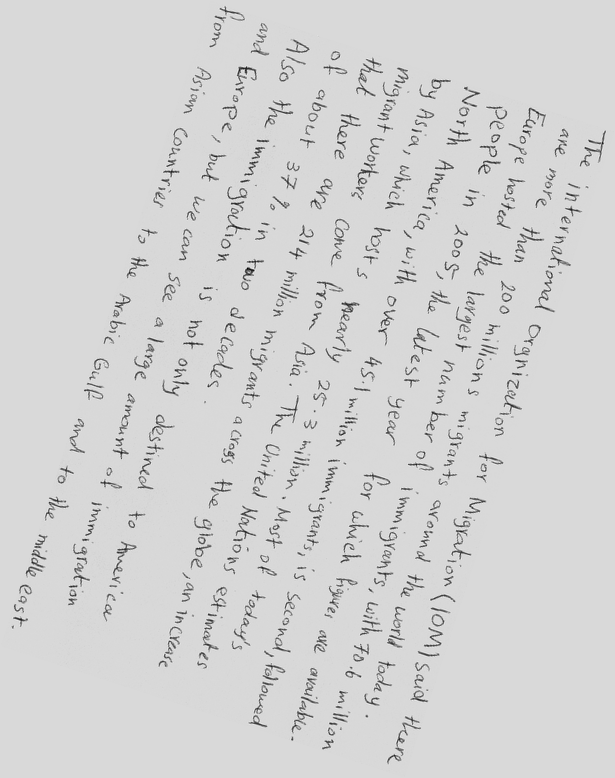 The international Orgnization for Migration (IOM) said there
are more than 200 millions migrants around the world today.
Europe hosted the largest number of immigrants, with 70.6 million
People in 2005, the latest year for which figures are available.
North America, with over 45.1 million immigrants, is second, followed
by Asia, which hosts nearly 25.3 million. Most of today's
migrant workers come from Asia. The United Nations estimates
that there are 214 million migrants across the globe, an increase
of about 37% in two decades.
Also the immigration is not only destined to America
and Europe, but we can see a large amount of immigration
from Asian Countries to the Arabic Gulf and to the middle east.